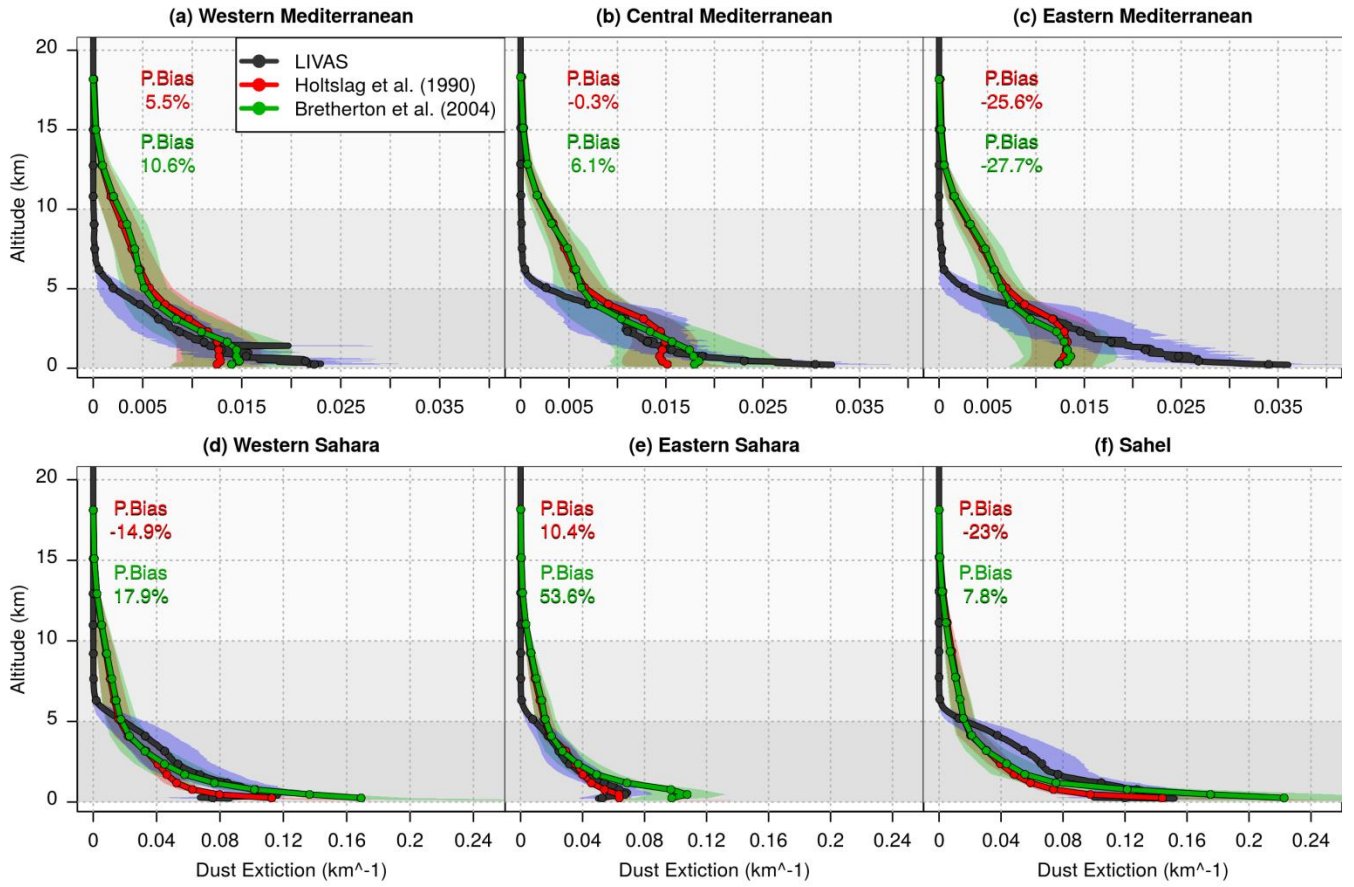 (a) Western Mediterranean
(b) Central Mediterranean
(c) Eastern Mediterranean
LIVAS
Holtslag et al. (1990)
Bretherton et al. (2004)
P.Bias
5.5%
P.Bias
10.6%
P.Bias
-0.3%
P.Bias
6.1%
P.Bias
-25.6%
P.Bias
-27.7%
Altitude (km)
20
15
10
5
0
0 0.005 0.015 0.025 0.035
0 0.005 0.015 0.025 0.035
0 0.005 0.015 0.025 0.035
(d) Western Sahara
(e) Eastern Sahara
(f) Sahel
P.Bias
-14.9%
P.Bias
17.9%
P.Bias
10.4%
P.Bias
53.6%
P.Bias
-23%
P.Bias
7.8%
Altitude (km)
20
15
10
5
0
0 0.04 0.08 0.12 0.16 0.2 0.24
0 0.04 0.08 0.12 0.16 0.2 0.24
0 0.04 0.08 0.12 0.16 0.2 0.24
Dust Extiction (km^-1)
Dust Extiction (km^-1)
Dust Extiction (km^-1)